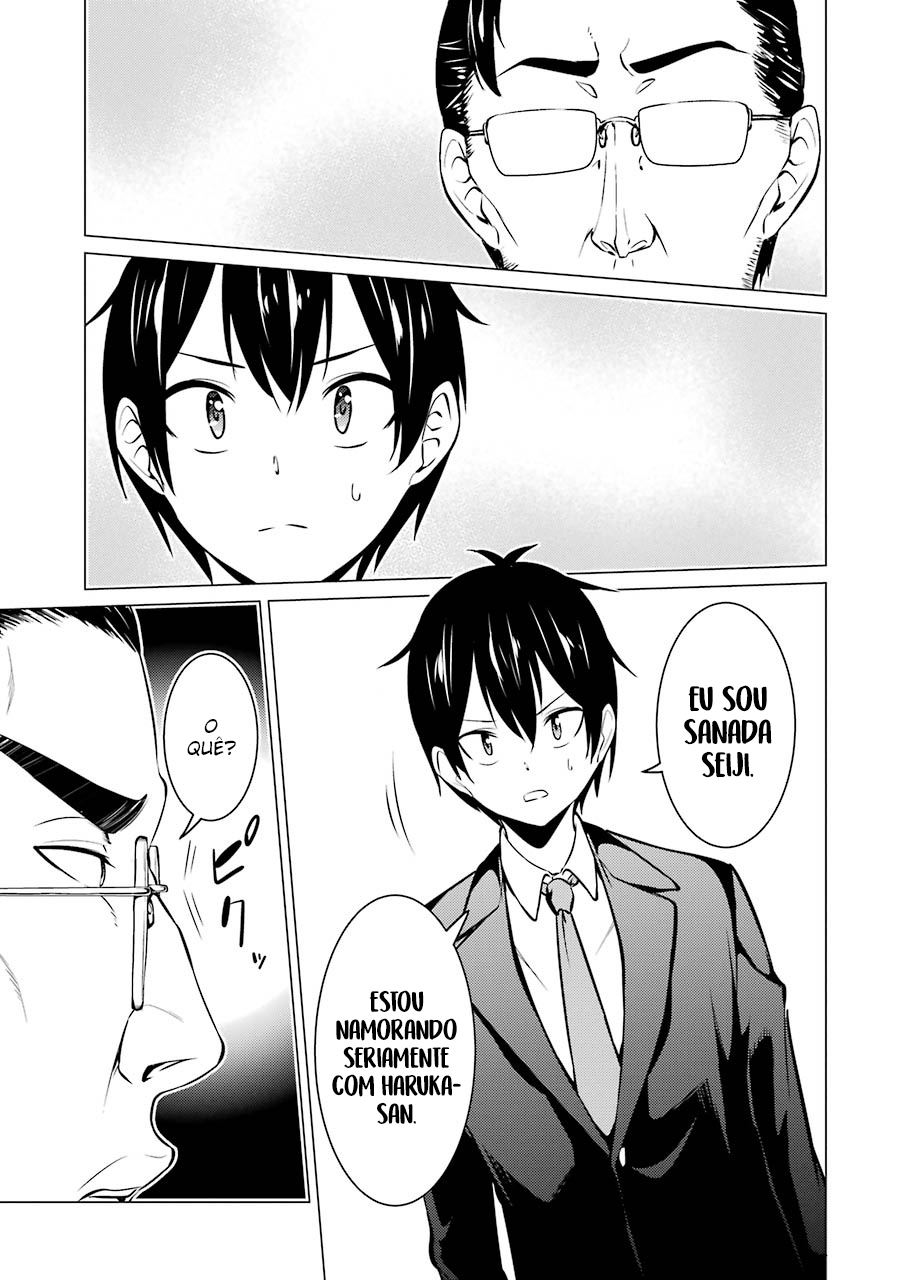 EU SOU
SANADA
SEIJI.
ESTOU
NAMORANDO
SERIAMENTE
COM HARUKA-
SAN.
O
QUÊ?
ピクッ